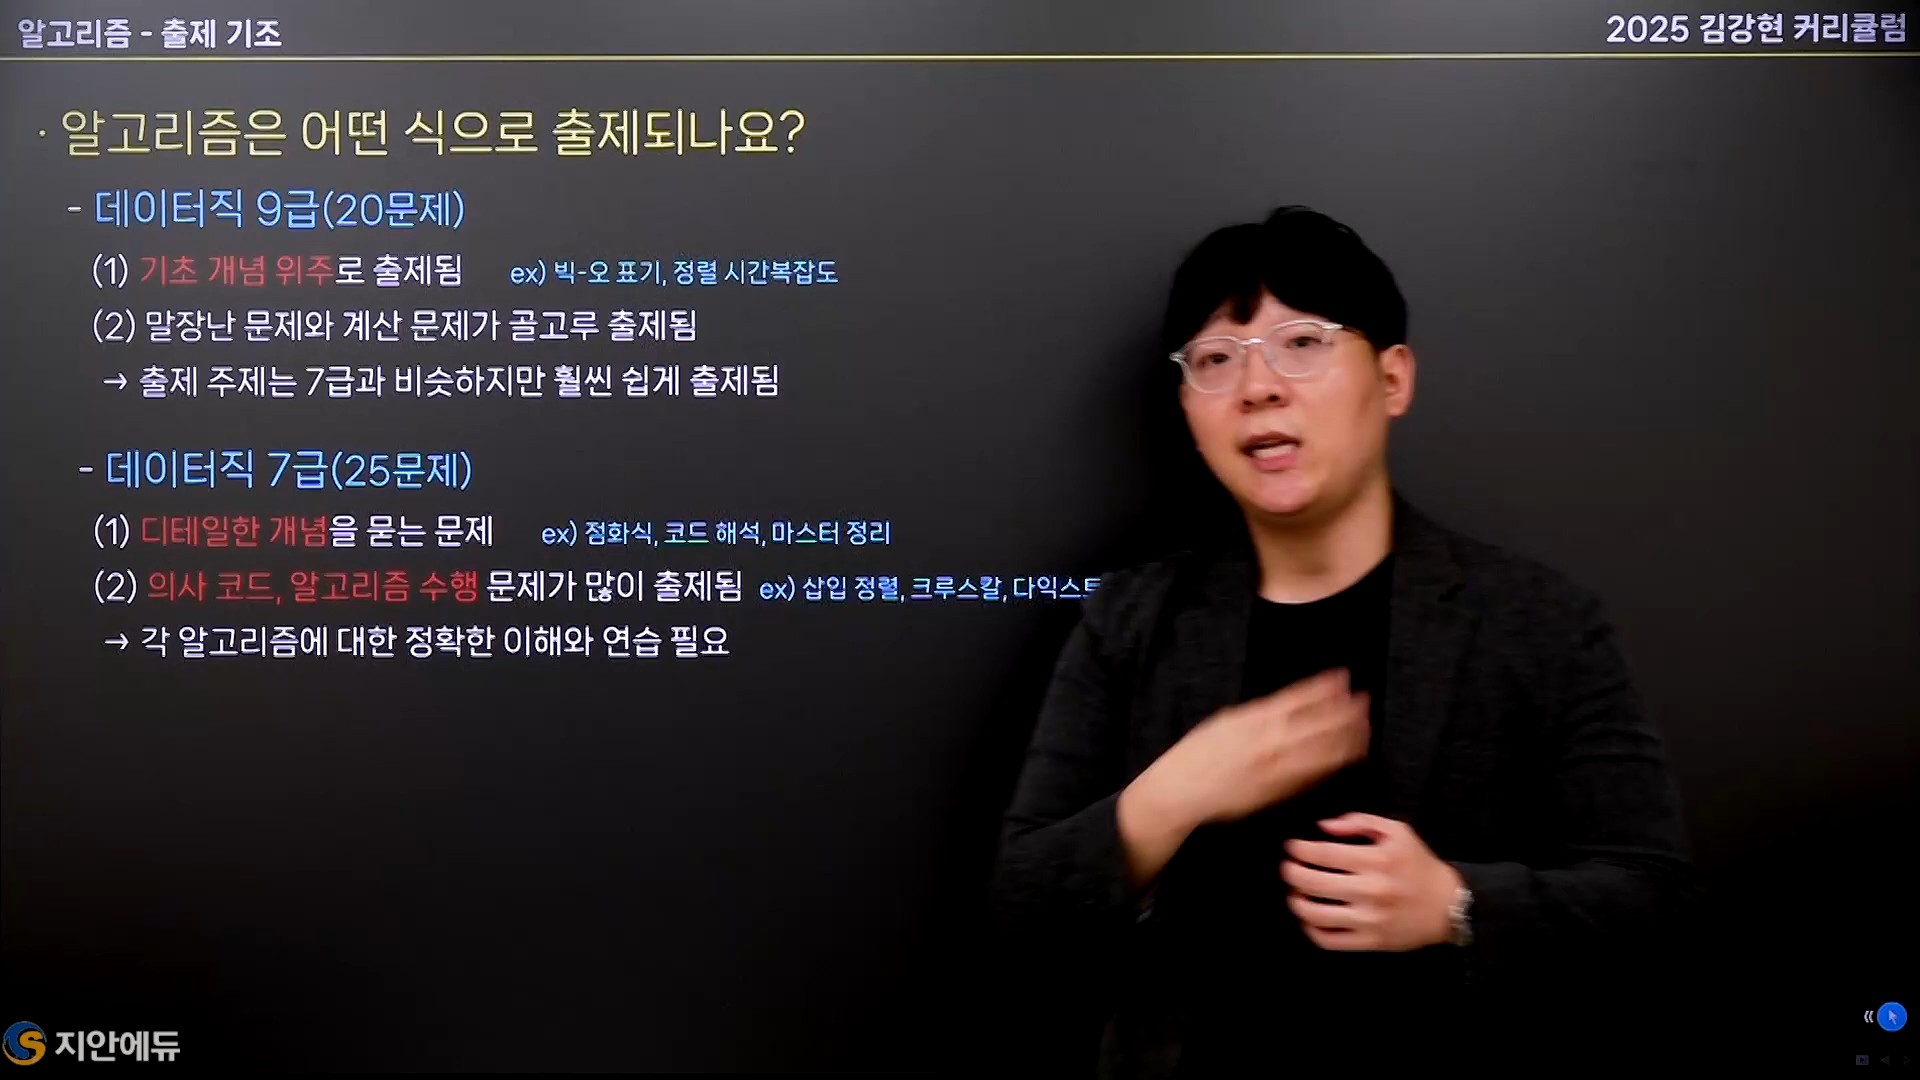 알고리즘 - 출제 기조
2025 김강현 커리큘럼
· 알고리즘은 어떤 식으로 출제되나요?
- 데이터직 9급(20문제)
(1) 기초 개념 위주로 출제됨 ex) 빅-오 표기, 정렬 시간복잡도
(2) 말장난 문제와 계산 문제가 골고루 출제됨
→ 출제 주제는 7급과 비슷하지만 훨씬 쉽게 출제됨
- 데이터직 7급(25문제)
(1) 디테일한 개념을 묻는 문제 ex) 점화식, 코드 해석, 마스터 정리
(2) 의사 코드, 알고리즘 수행 문제가 많이 출제됨 ex) 삽입 정렬, 크루스칼,
→ 각 알고리즘에 대한 정확한 이해와 연습 필요
지안에듀